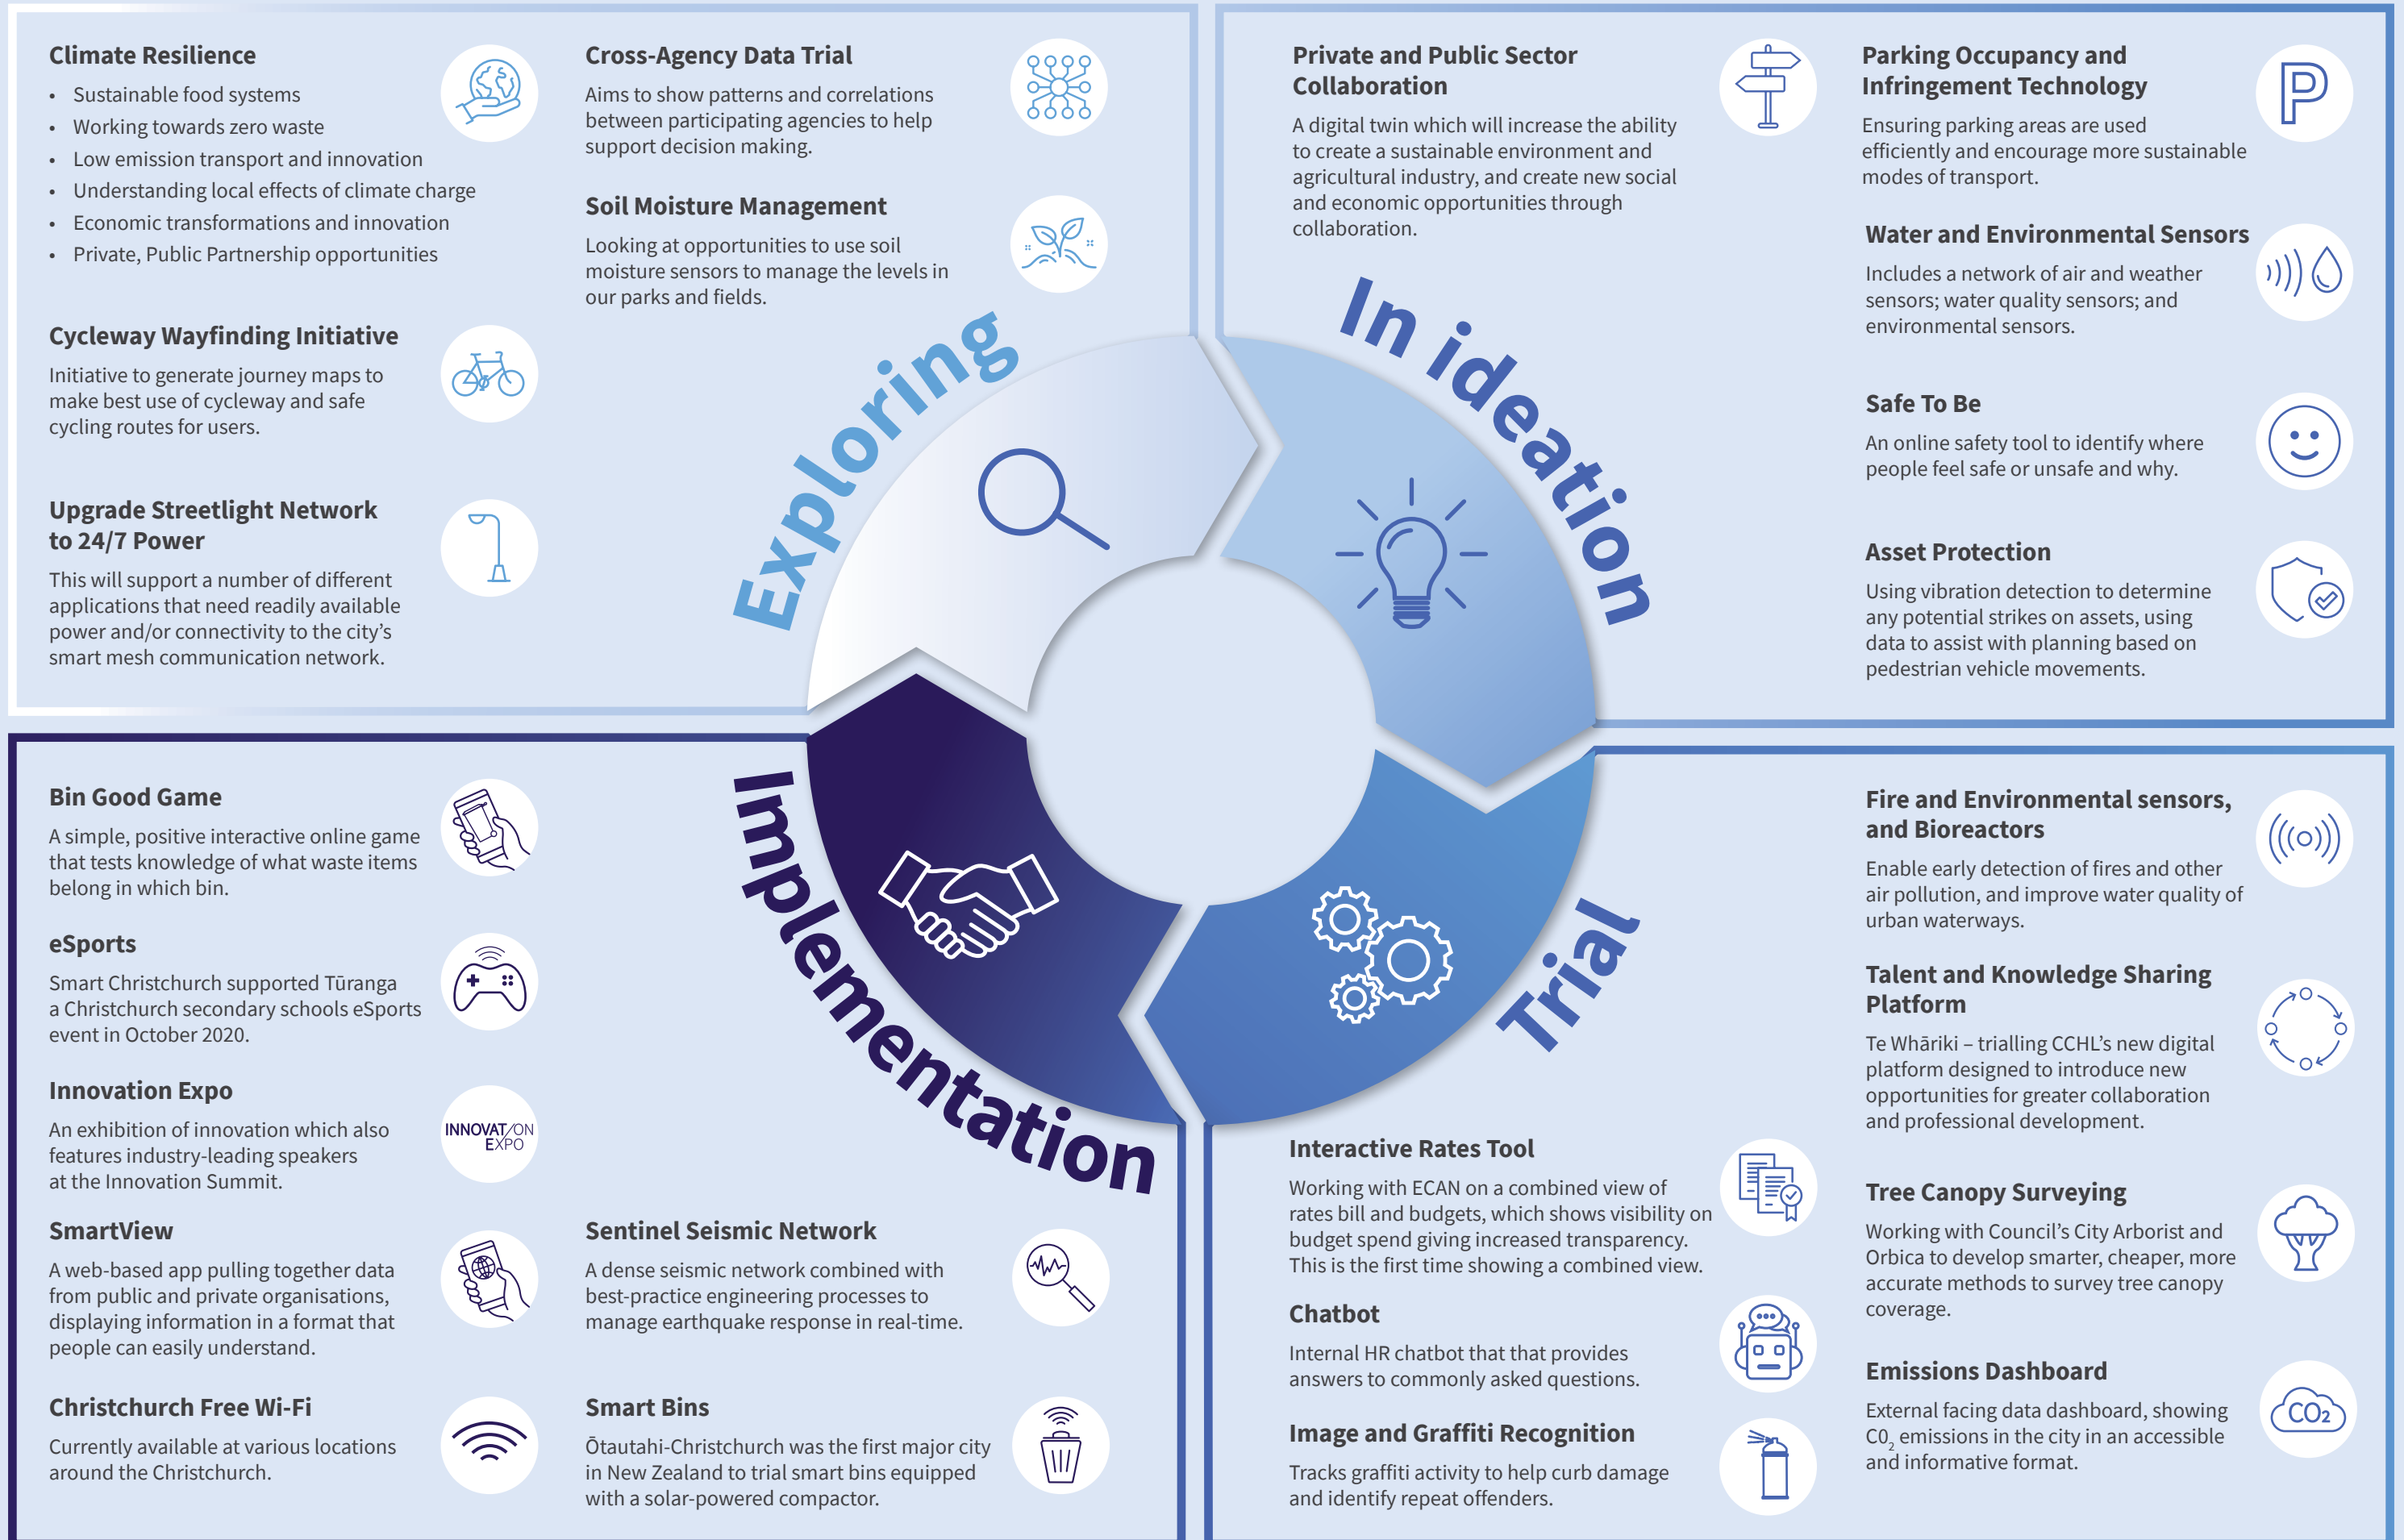 Climate Resilience
• Sustainable food systems
• Working towards zero waste
• Low emission transport and innovation
• Understanding local effects of climate charge
• Economic transformations and innovation
• Private, Public Partnership opportunities
Cycleway Wayfinding Initiative
Initiative to generate journey maps to
make best use of cycleway and safe
cycling routes for users.
Upgrade Streetlight Network
to 24/7 Power
This will support a number of different
applications that need readily available
power and/or connectivity to the city's
smart mesh communication network.
Cross-Agency Data Trial
Aims to show patterns and correlations
between participating agencies to help
support decision making.
Soil Moisture Management
Looking at opportunities to use soil
moisture sensors to manage the levels in
our parks and fields.
Exploring
In ideation
Private and Public Sector
Collaboration
A digital twin which will increase the ability
to create a sustainable environment and
agricultural industry, and create new social
and economic opportunities through
collaboration.
Parking Occupancy and
Infringement Technology
Ensuring parking areas are used
efficiently and encourage more sustainable
modes of transport.
P
Water and Environmental Sensors
Includes a network of air and weather
sensors; water quality sensors; and
environmental sensors.
Safe To Be
An online safety tool to identify where
people feel safe or unsafe and why.
Asset Protection
Using vibration detection to determine
any potential strikes on assets, using
data to assist with planning based on
pedestrian vehicle movements.
Implementation
Bin Good Game
A simple, positive interactive online game
that tests knowledge of what waste items
belong in which bin.
eSports
Smart Christchurch supported Tūranga
a Christchurch secondary schools eSports
event in October 2020.
Innovation Expo
An exhibition of innovation which also
features industry-leading speakers
at the Innovation Summit.
INNOVAT/ON
EXPO
SmartView
A web-based app pulling together data
from public and private organisations,
displaying information in a format that
people can easily understand.
Christchurch Free Wi-Fi
Currently available at various locations
around the Christchurch.
Sentinel Seismic Network
A dense seismic network combined with
best-practice engineering processes to
manage earthquake response in real-time.
Smart Bins
Ōtautahi-Christchurch was the first major city
in New Zealand to trial smart bins equipped
with a solar-powered compactor.
Trial
Interactive Rates Tool
Working with ECAN on a combined view of
rates bill and budgets, which shows visibility on
budget spend giving increased transparency.
This is the first time showing a combined view.
Chatbot
Internal HR chatbot that that provides
answers to commonly asked questions.
Image and Graffiti Recognition
Tracks graffiti activity to help curb damage
and identify repeat offenders.
Fire and Environmental sensors,
and Bioreactors
Enable early detection of fires and other
air pollution, and improve water quality of
urban waterways.
Talent and Knowledge Sharing
Platform
Te Whāriki – trialling CCHL's new digital
platform designed to introduce new
opportunities for greater collaboration
and professional development.
Tree Canopy Surveying
Working with Council's City Arborist and
Orbica to develop smarter, cheaper, more
accurate methods to survey tree canopy
coverage.
Emissions Dashboard
External facing data dashboard, showing
C0₂ emissions in the city in an accessible
and informative format.
CO₂